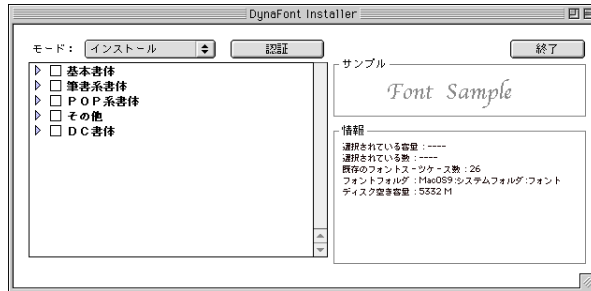 DynaFont Installer
モード： インストール 認証 終了
基本書体
筆書系書体
ＰＯＰ系書体
その他
ＤＣ書体
サンプル
Font Sample
情報
選択されている容量：----
選択されている数：----
既存のフォントスーツケース数：26
フォントフォルダ：MacOS9:システムフォルダ:フォント
ディスク空き容量：5332 M